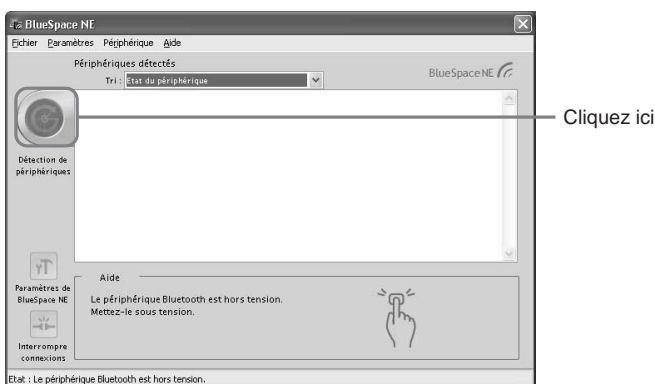 BlueSpace NE
Fichier Paramètres Périphérique Aide
Périphériques détectés
Tri : Etat du périphérique
BlueSpace NE
Cliquez ici
Détection de
périphériques
Paramètres de
BlueSpace NE
Interrompre
connexions
Aide
Le périphérique Bluetooth est hors tension.
Mettez-le sous tension.
Etat : Le périphérique Bluetooth est hors tension.